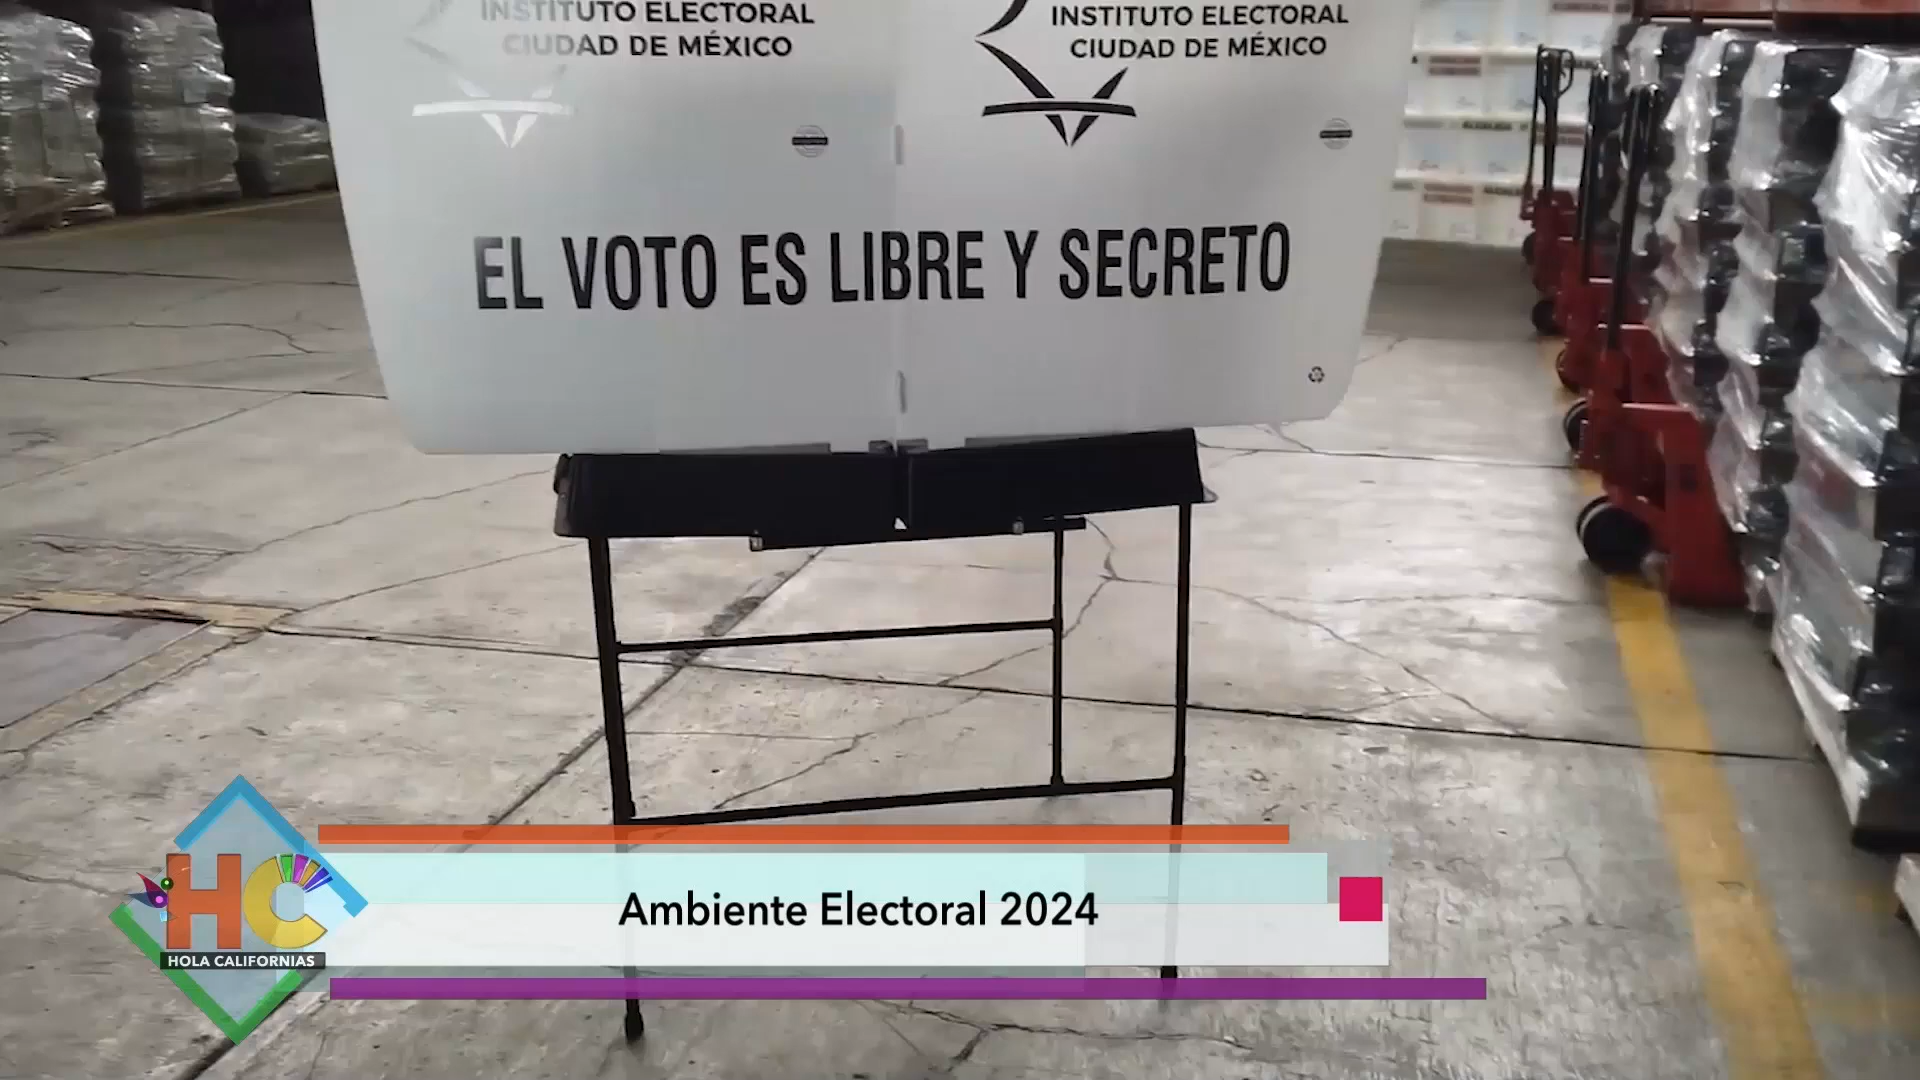 INSTITUTO ELECTORAL
CIUDAD DE MÉXICO
INSTITUTO ELECTORAL
CIUDAD DE MÉXICO
EL VOTO ES LIBRE Y SECRETO
Ambiente Electoral 2024
HC
HOLA CALIFORNIAS